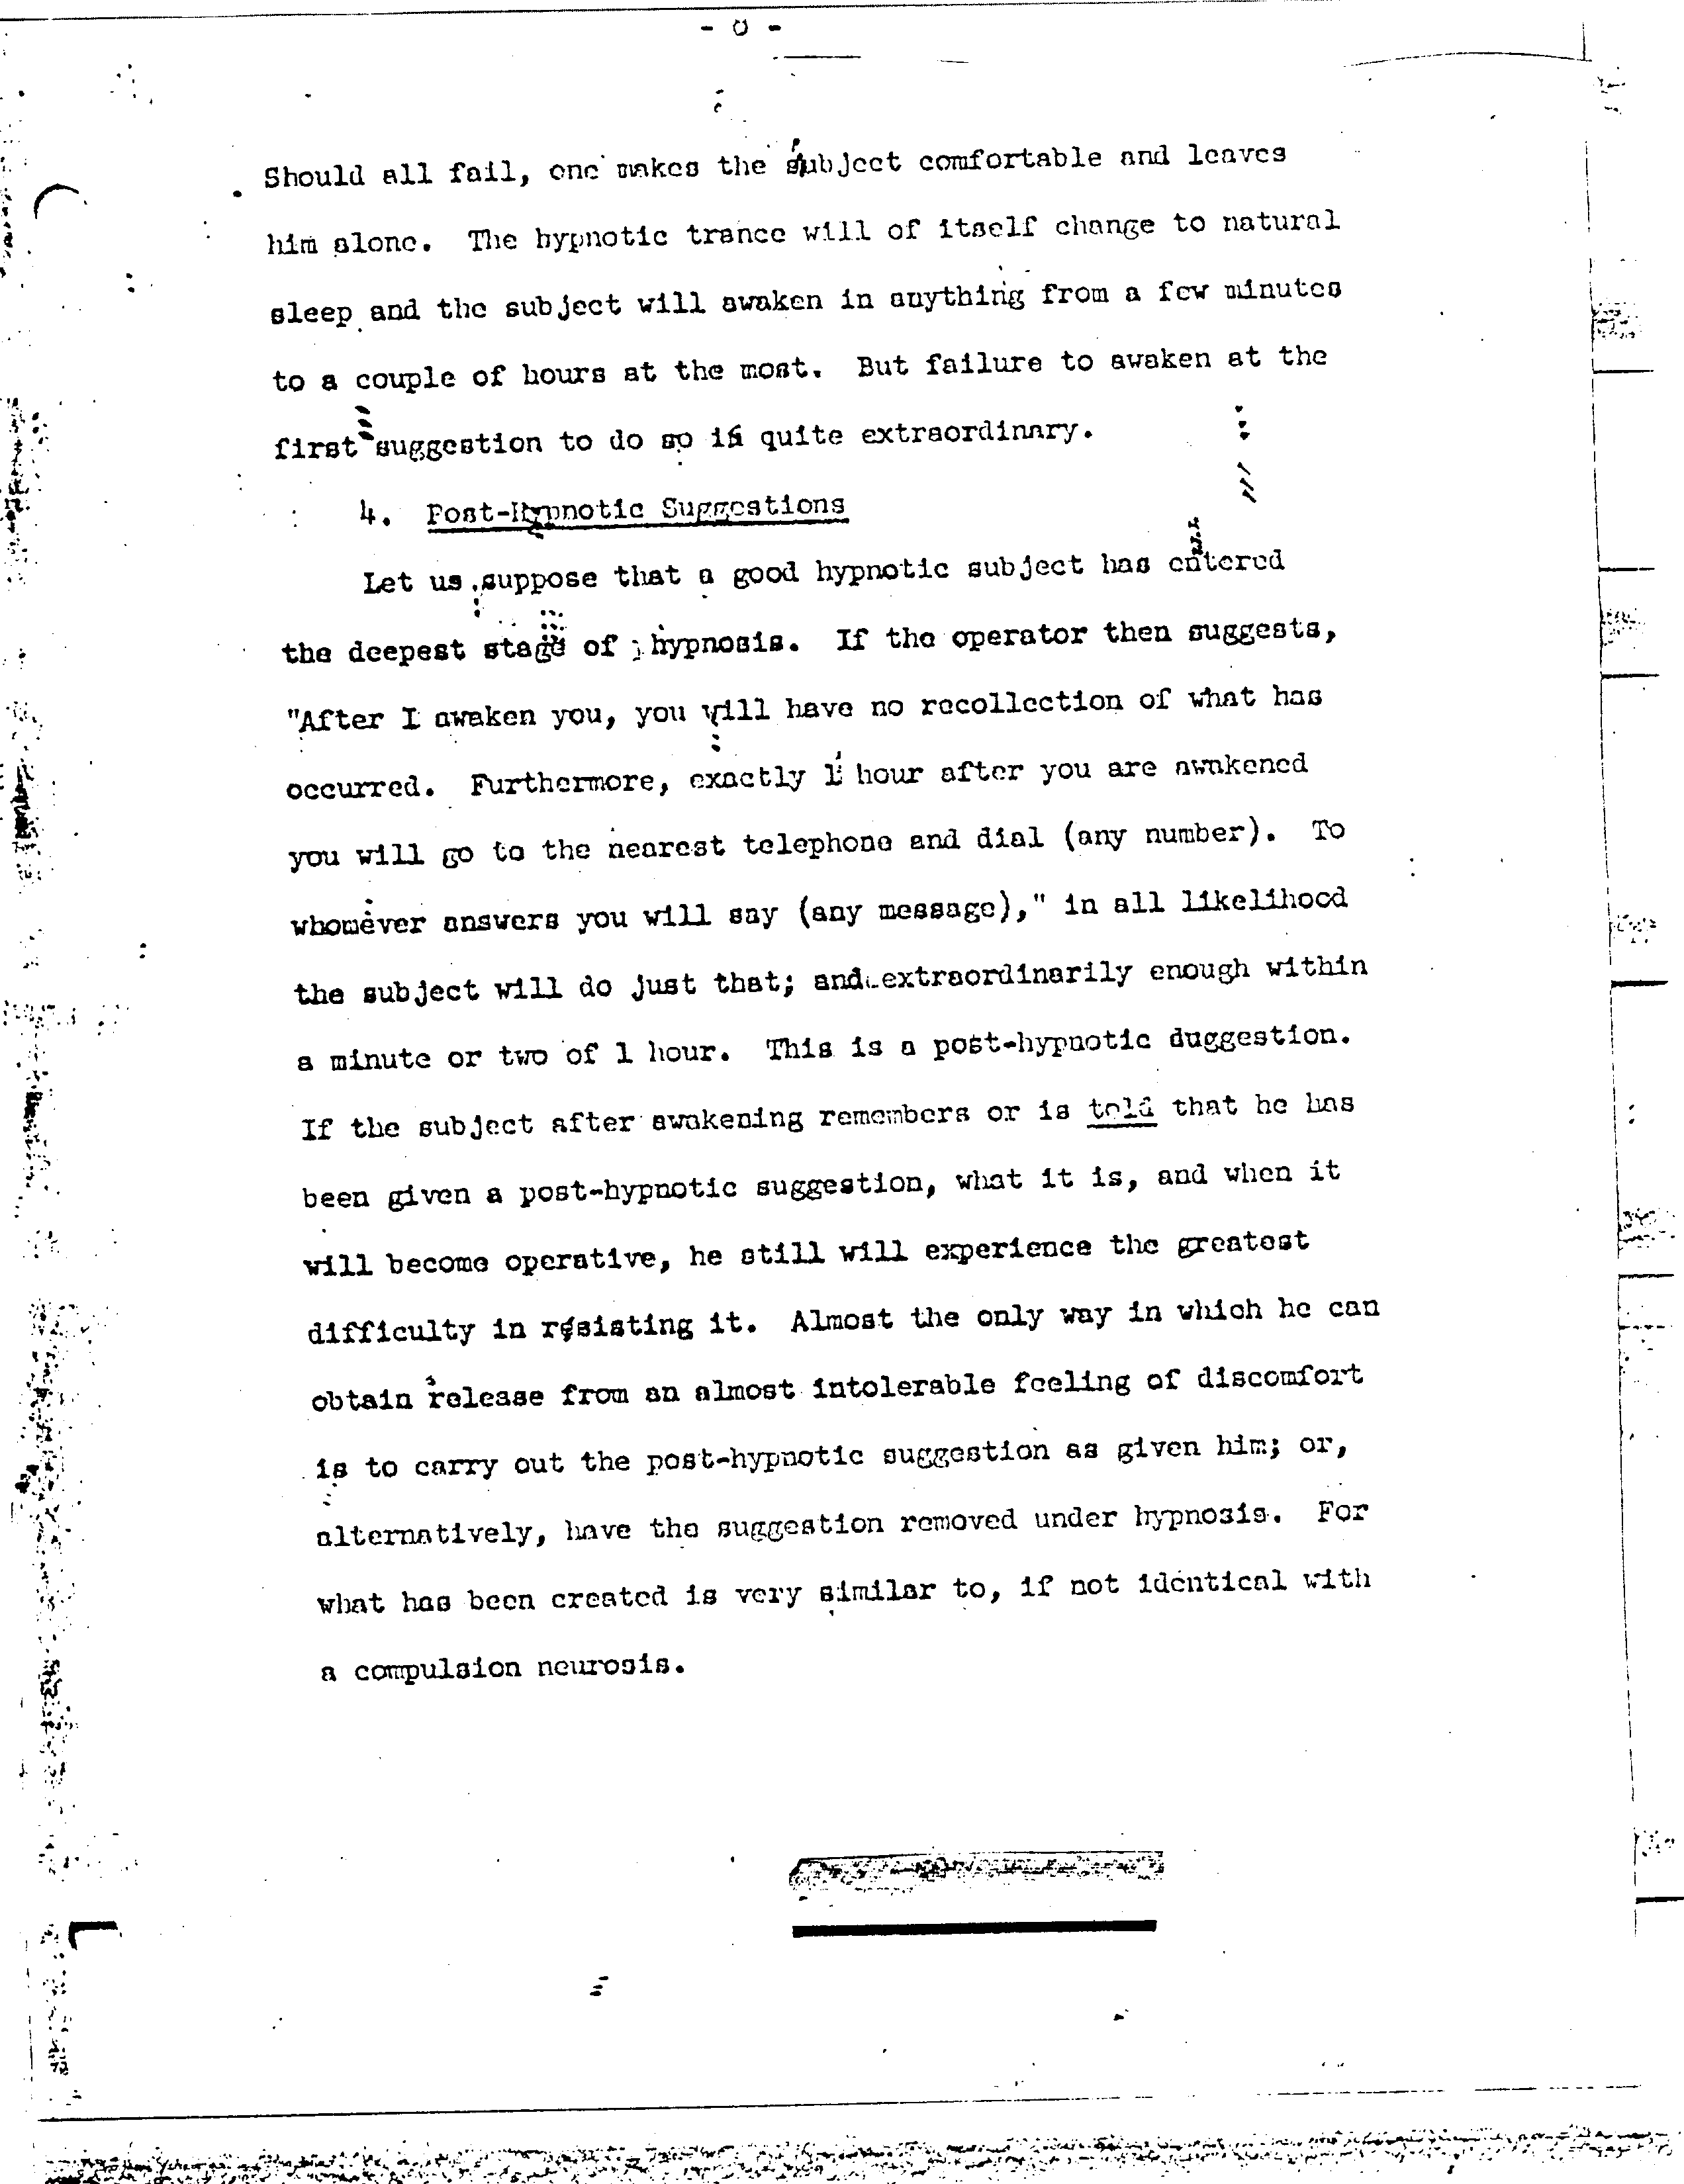 Should all fail, one makes the subject comfortable and leaves
him alone. The hypnotic trance will of itself change to natural
sleep and the subject will awaken in anything from a few minutes
to a couple of hours at the most. But failure to awaken at the
first suggestion to do so is quite extraordinary.
4. Post-Hypnotic Suggestions
Let us suppose that a good hypnotic subject has entered
the deepest stage of hypnosis. If the operator then suggests,
"After I awaken you, you will have no recollection of what has
occurred. Furthermore, exactly 1 hour after you are awakened
you will go to the nearest telephone and dial (any number). To
whomever answers you will say (any message)," in all likelihood
the subject will do just that; and extraordinarily enough within
a minute or two of 1 hour. This is a post-hypnotic duggestion.
If the subject after awakening remembers or is told that he has
been given a post-hypnotic suggestion, what it is, and when it
will become operative, he still will experience the greatest
difficulty in resisting it. Almost the only way in which he can
obtain release from an almost intolerable feeling of discomfort
is to carry out the post-hypnotic suggestion as given him; or,
alternatively, have the suggestion removed under hypnosis. For
what has been created is very similar to, if not identical with
a compulsion neurosis.